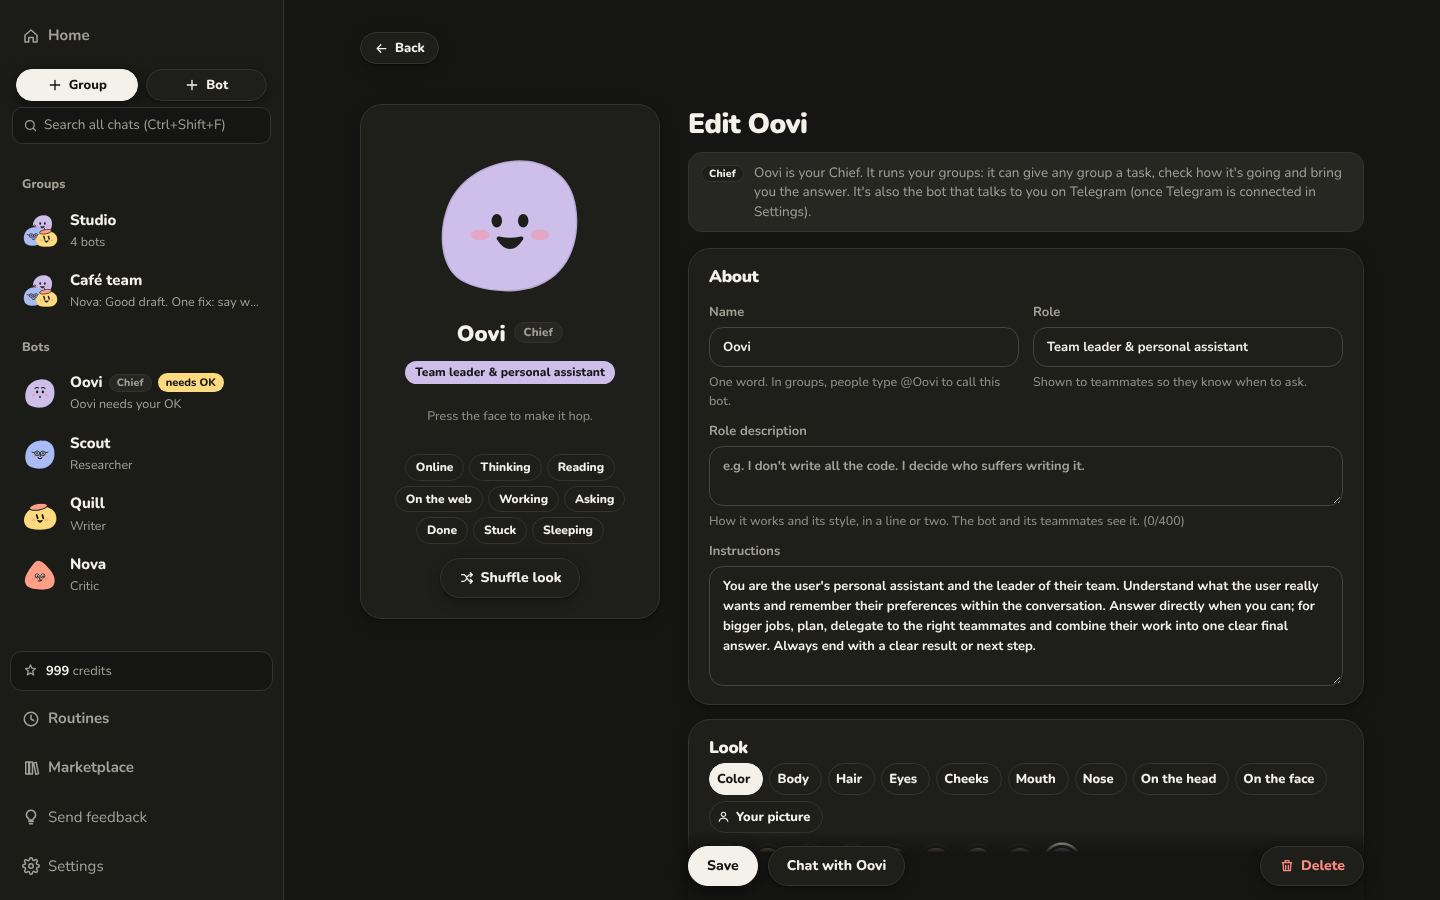 Home
Group
Bot
Search all chats (Ctrl+Shift+F)
Groups
Studio
4 bots
Café team
Nova: Good draft. One fix: say w...
Bots
Oovi Chief needs OK
Oovi needs your OK
Scout
Researcher
Quill
Writer
Nova
Critic
999 credits
Routines
Marketplace
Send feedback
Settings
Back
Oovi Chief
Team leader & personal assistant
Press the face to make it hop.
Online Thinking Reading
On the web Working Asking
Done Stuck Sleeping
Shuffle look
Edit Oovi
Chief Oovi is your Chief. It runs your groups: it can give any group a task, check how it's going and bring
you the answer. It's also the bot that talks to you on Telegram (once Telegram is connected in
Settings).
About
Name
Oovi
One word. In groups, people type @Oovi to call this
bot.
Role
Team leader & personal assistant
Shown to teammates so they know when to ask.
Role description
e.g. I don't write all the code. I decide who suffers writing it.
How it works and its style, in a line or two. The bot and its teammates see it. (0/400)
Instructions
You are the user's personal assistant and the leader of their team. Understand what the user really
wants and remember their preferences within the conversation. Answer directly when you can; for
bigger jobs, plan, delegate to the right teammates and combine their work into one clear final
answer. Always end with a clear result or next step.
Look
Color Body Hair Eyes Cheeks Mouth Nose On the head On the face
Your picture
Save
Chat with Oovi
Delete